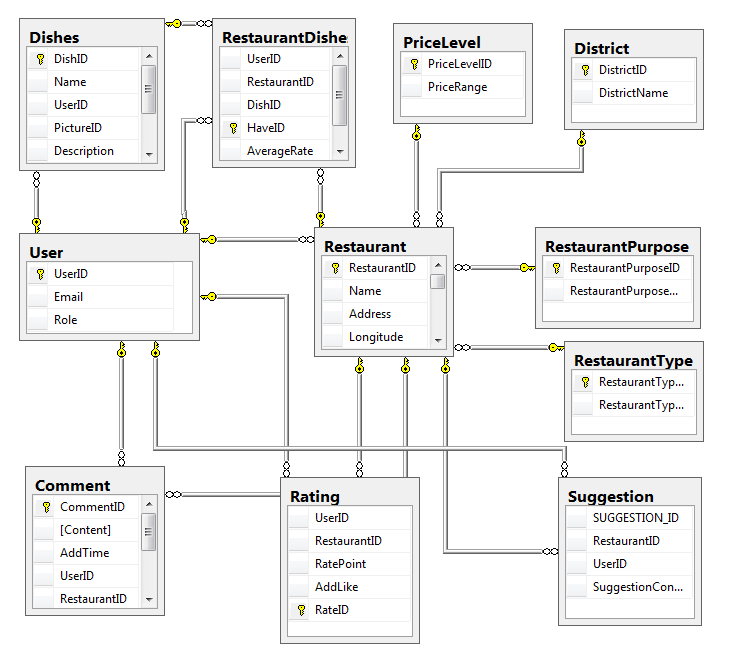 Dishes
DishID
Name
UserID
PictureID
Description
RestaurantDishe
UserID
RestaurantID
DishID
HaveID
AverageRate
PriceLevel
PriceLevelID
PriceRange
District
DistrictID
DistrictName
User
UserID
Email
Role
Restaurant
RestaurantID
Name
Address
Longitude
RestaurantPurpose
RestaurantPurposeID
RestaurantPurpose...
RestaurantType
RestaurantTyp...
RestaurantTyp...
Comment
CommentID
[Content]
AddTime
UserID
RestaurantID
Rating
UserID
RestaurantID
RatePoint
AddLike
RateID
Suggestion
SUGGESTION_ID
RestaurantID
UserID
SuggestionCon...